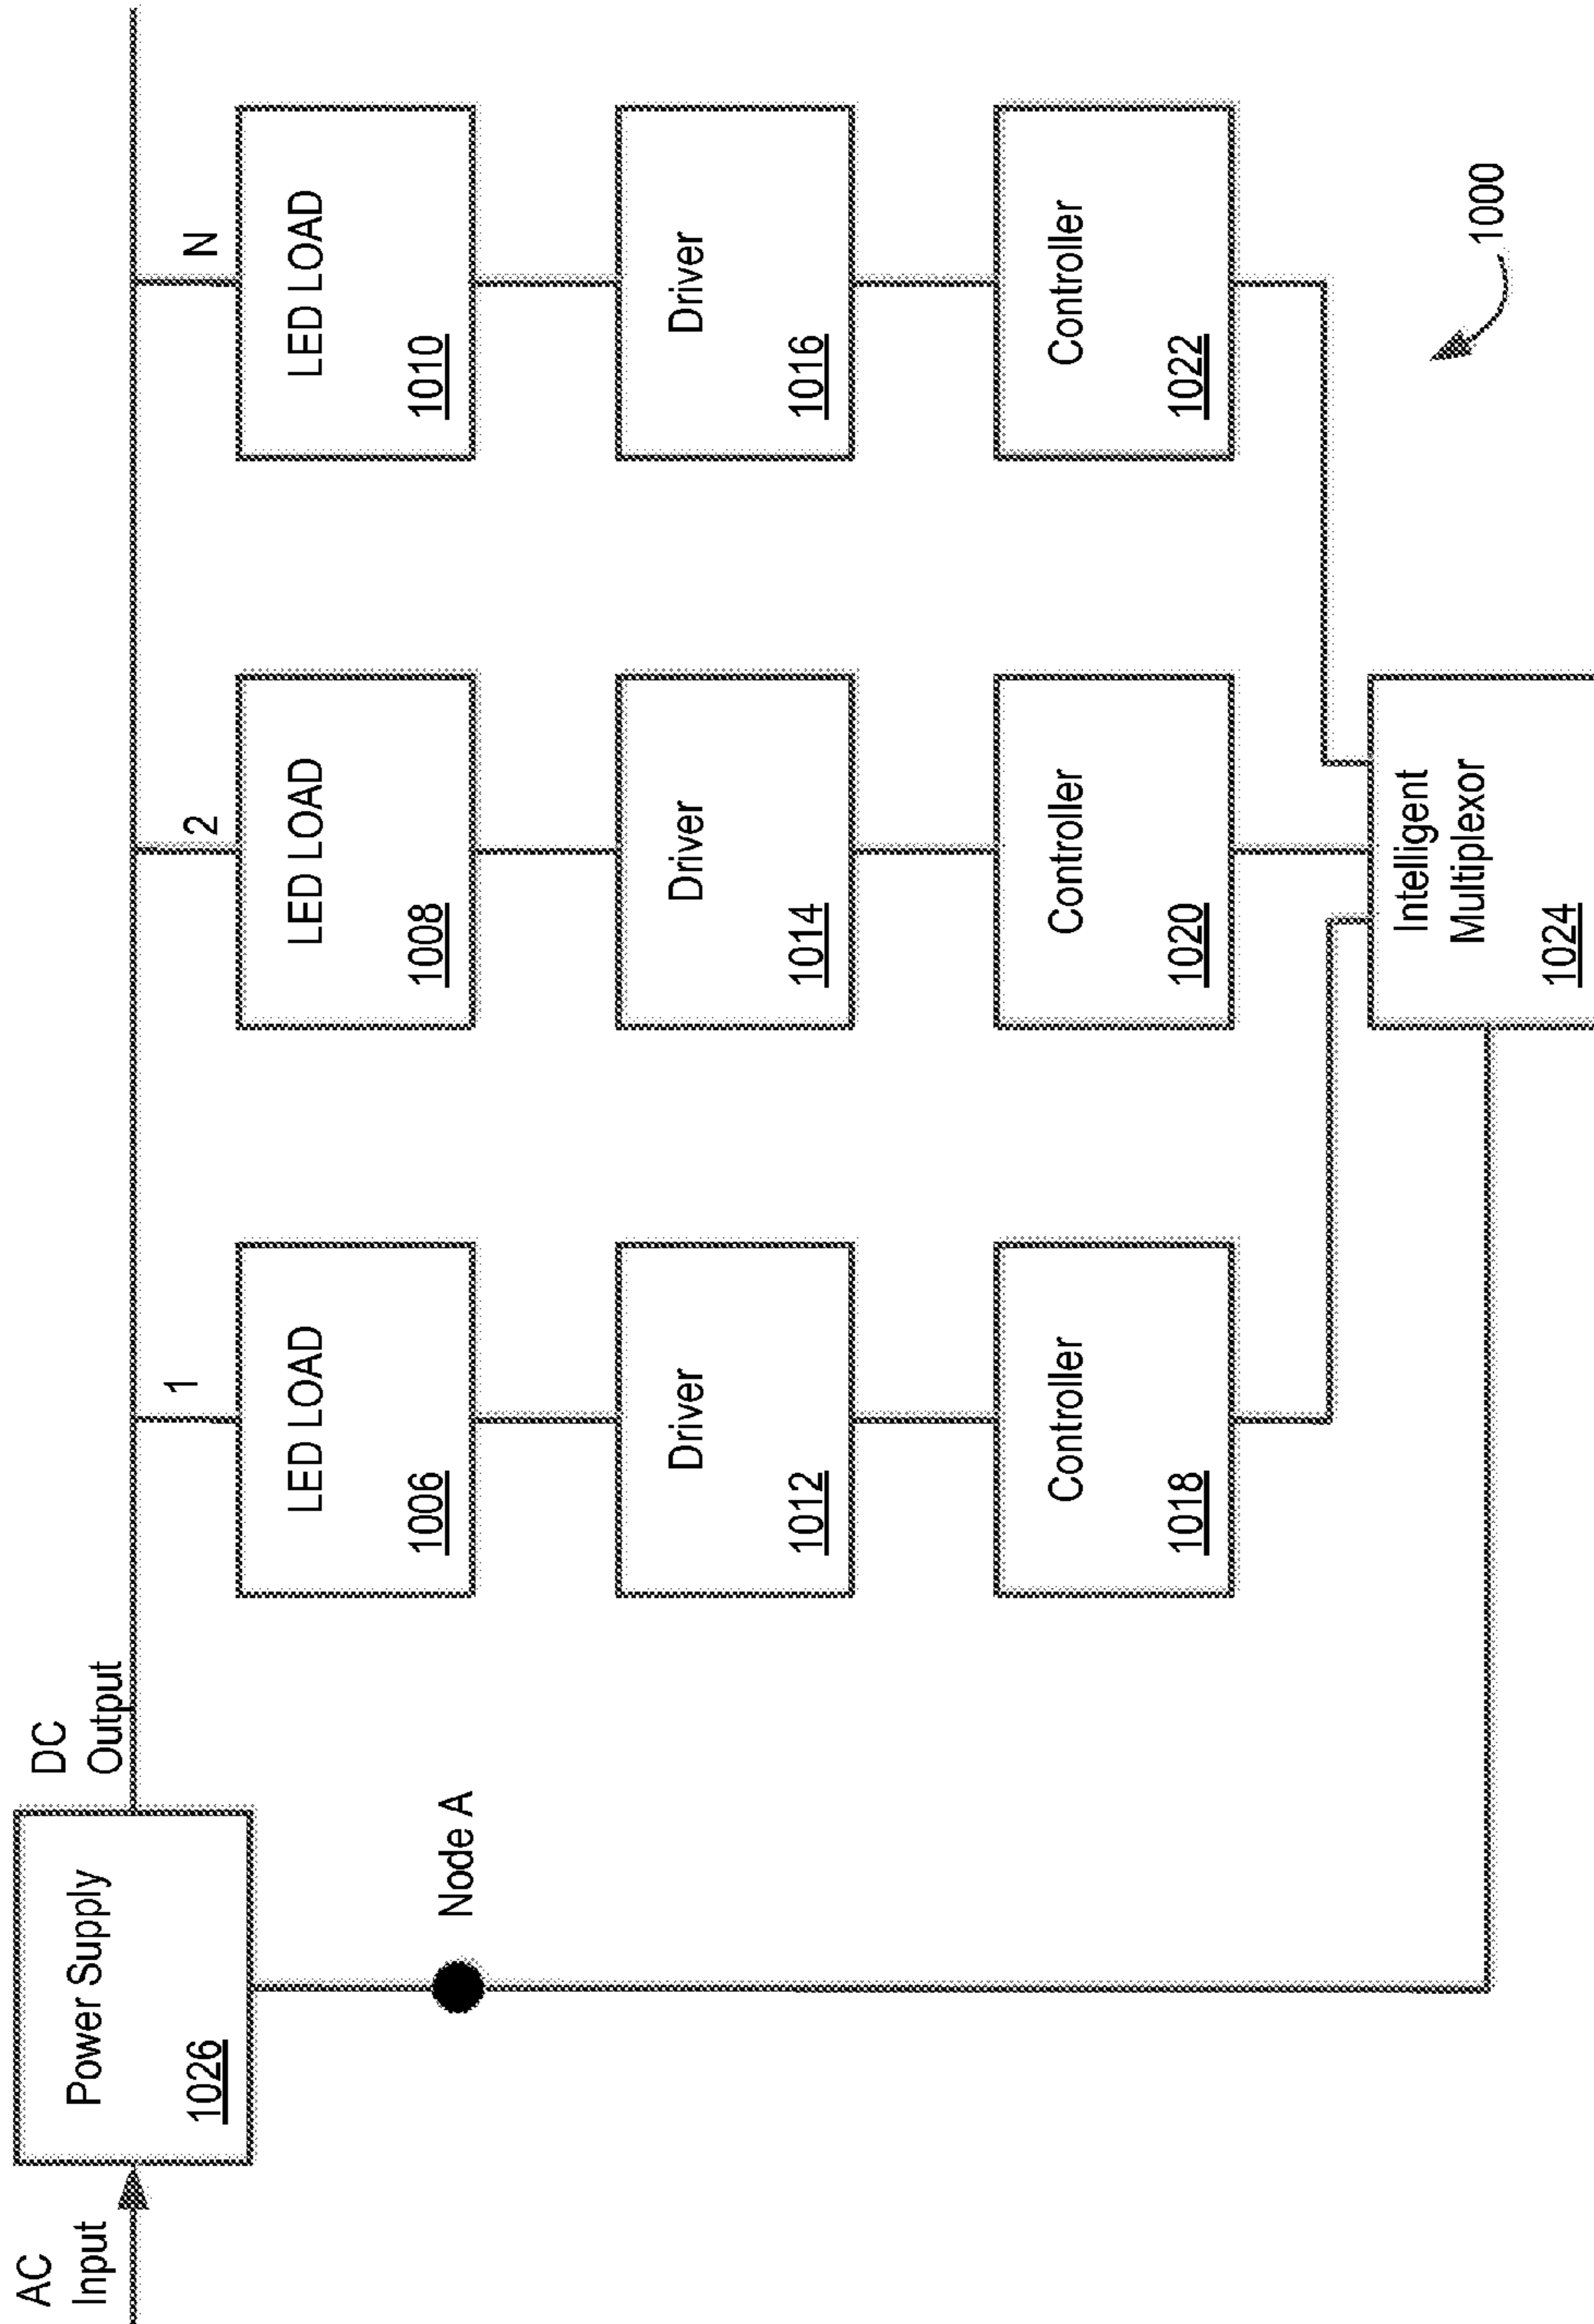 AC
Input
Power Supply
1026
DC
Output
Node A
1
LED LOAD
1006
Driver
1012
Controller
1018
2
LED LOAD
1008
Driver
1014
Controller
1020
N
LED LOAD
1010
Driver
1016
Controller
1022
Intelligent
Multiplexor
1024
1000